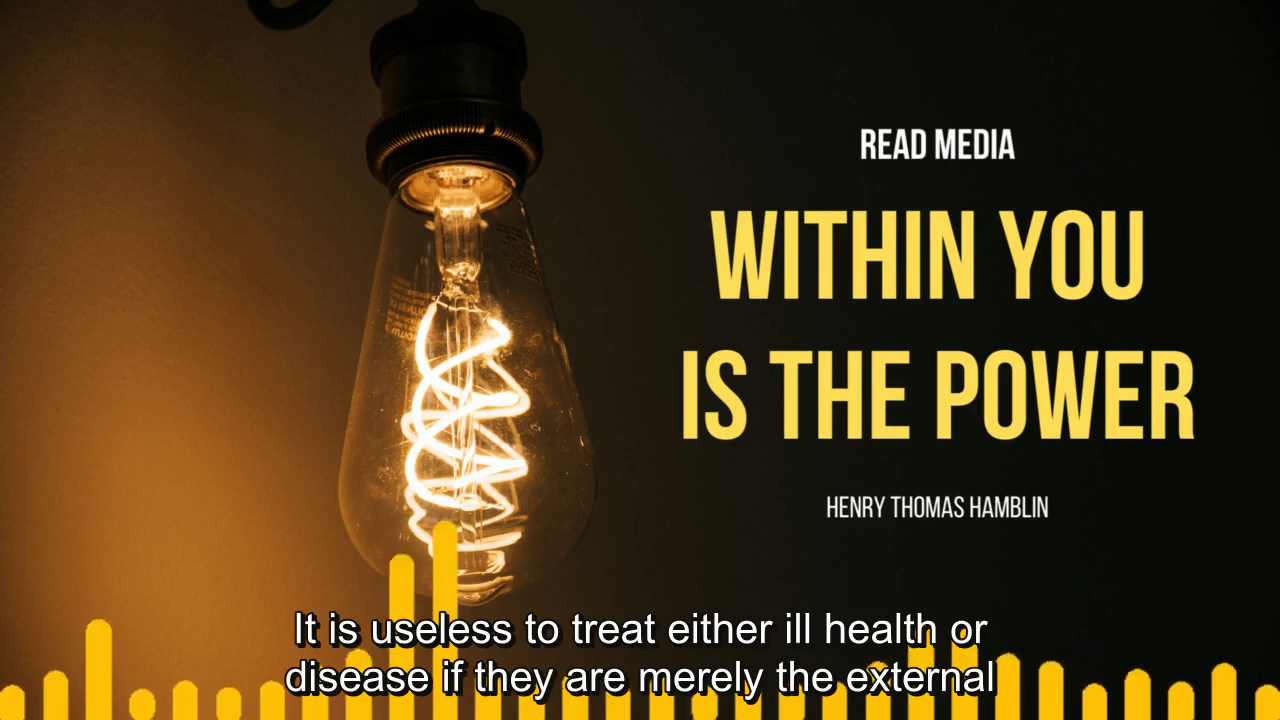 READ MEDIA
WITHIN YOU
IS THE POWER
HENRY THOMAS HAMBLIN
It is useless to treat either ill health or
disease if they are merely the external